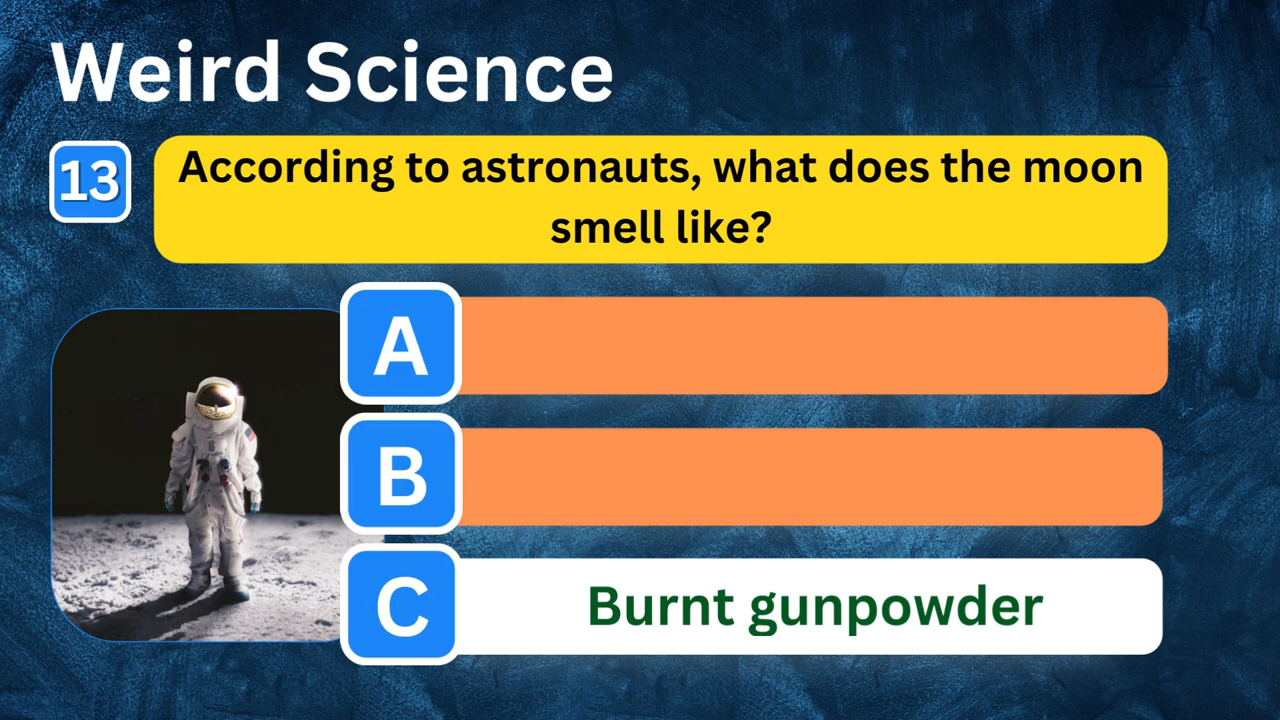 Weird Science
13
According to astronauts, what does the moon
smell like?
A
B
C
Burnt gunpowder